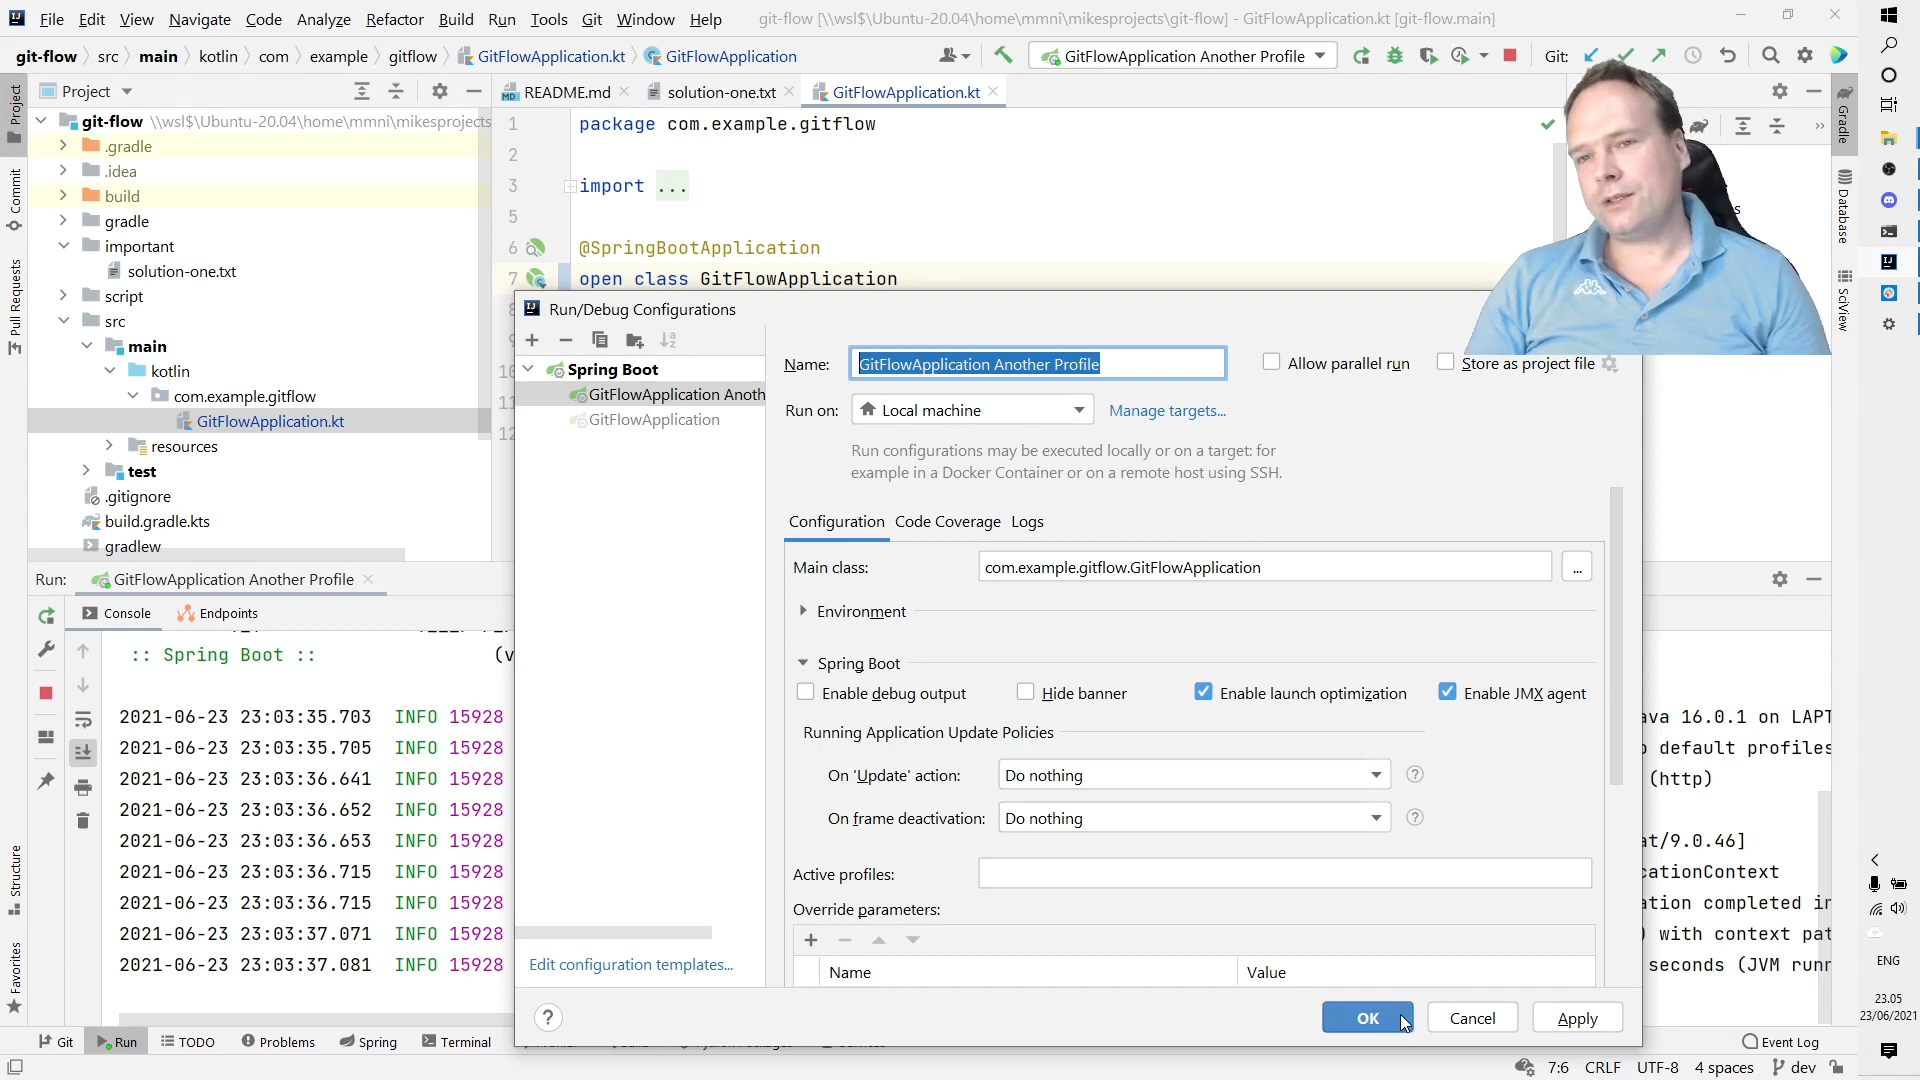 File Edit View Navigate Code Analyze Refactor Build Run Tools Git Window Help git-flow [\\wsl$\Ubuntu-20.04\home\mmni\mikesprojects\git-flow] - GitFlowApplication.kt [git-flow.main]
git-flow src main kotlin com example gitflow GitFlowApplication.kt GitFlowApplication GitFlowApplication Another Profile Git:
Project README.md solution-one.txt GitFlowApplication.kt
git-flow \\wsl$\Ubuntu-20.04\home\mmni\mikesprojects
.gradle
.idea
build
gradle
important
solution-one.txt
script
src
main
kotlin
com.example.gitflow
GitFlowApplication.kt
resources
test
.gitignore
build.gradle.kts
gradlew
1 package com.example.gitflow
2
3 import ...
5
6 @SpringBootApplication
7 open class GitFlowApplication
10
11
12
Project
Commit
Pull Requests
Structure
Favorites
Gradle
Database
SciView
Run/Debug Configurations
Spring Boot
GitFlowApplication Anoth
GitFlowApplication
Edit configuration templates...
Name: GitFlowApplication Another Profile Allow parallel run Store as project file
Run on: Local machine Manage targets...
Run configurations may be executed locally or on a target: for
example in a Docker Container or on a remote host using SSH.
Configuration Code Coverage Logs
Main class: com.example.gitflow.GitFlowApplication ...
Environment
Spring Boot
Enable debug output Hide banner Enable launch optimization Enable JMX agent
Running Application Update Policies
On 'Update' action: Do nothing ?
On frame deactivation: Do nothing ?
Active profiles:
Override parameters:
Name Value
? OK Cancel Apply
Run: GitFlowApplication Another Profile
Console Endpoints
:: Spring Boot :: (v
2021-06-23 23:03:35.703 INFO 15928 ava 16.0.1 on LAPT
2021-06-23 23:03:35.705 INFO 15928 o default profiles
2021-06-23 23:03:36.641 INFO 15928 (http)
2021-06-23 23:03:36.652 INFO 15928
2021-06-23 23:03:36.653 INFO 15928 at/9.0.46]
2021-06-23 23:03:36.715 INFO 15928 cationContext
2021-06-23 23:03:36.715 INFO 15928 ation completed in
2021-06-23 23:03:37.071 INFO 15928 ) with context pat
2021-06-23 23:03:37.081 INFO 15928 seconds (JVM runn
Git Run TODO Problems Spring Terminal Event Log
7:6 CRLF UTF-8 4 spaces dev
ENG
23.05
23/06/2021